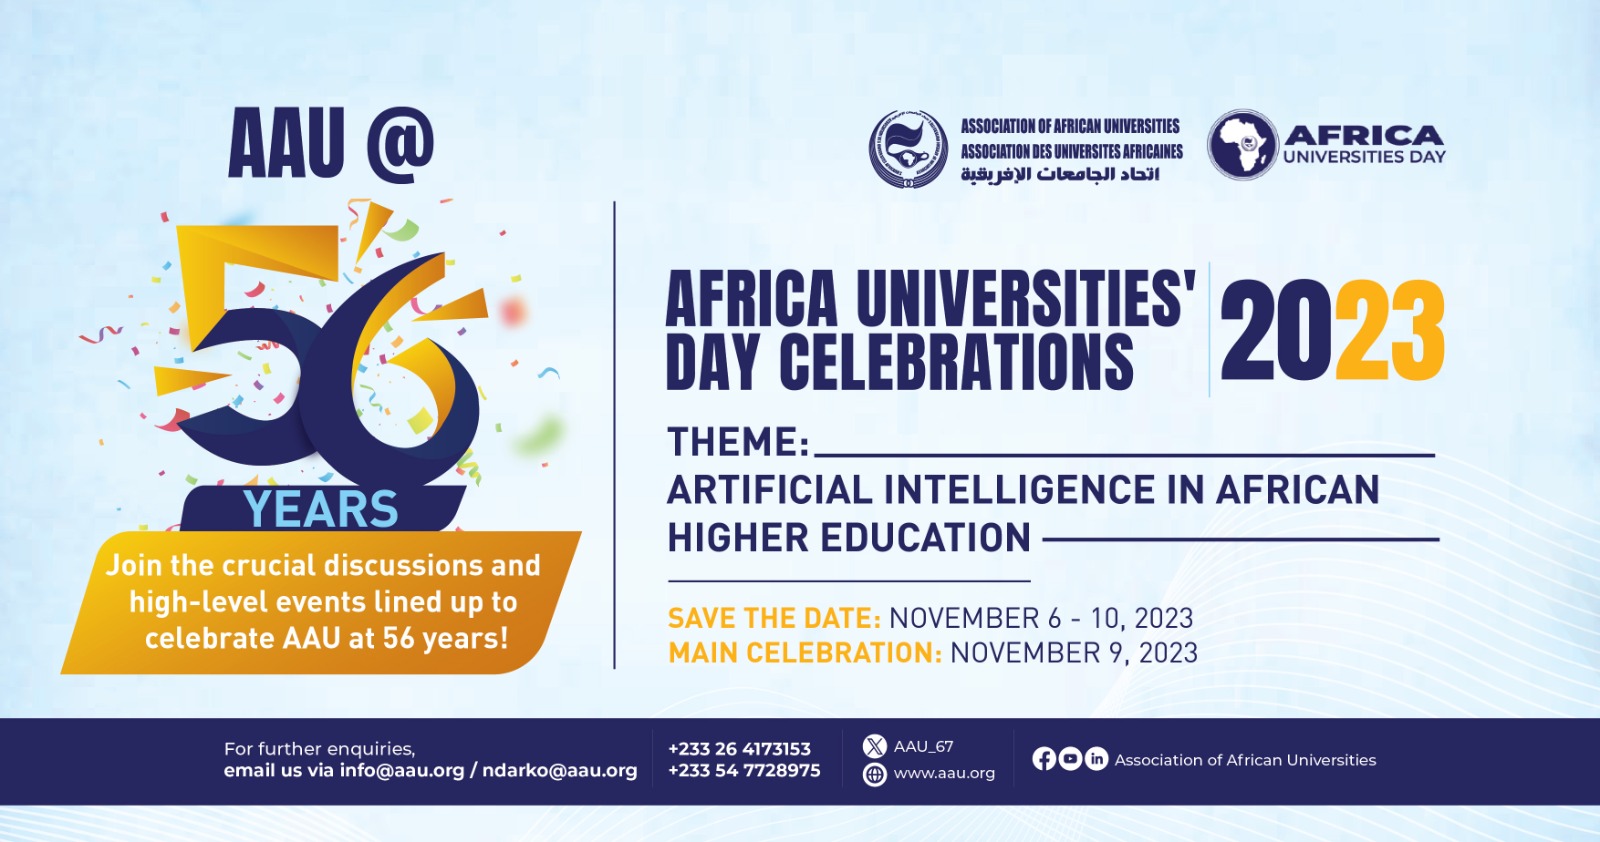 AAU @
56
YEARS
Join the crucial discussions and
high-level events lined up to
celebrate AAU at 56 years!
ASSOCIATION OF AFRICAN UNIVERSITIES
ASSOCIATION DES UNIVERSITES AFRICAINES
اتحاد الجامعات الإفريقية
AFRICA
UNIVERSITIES DAY
AFRICA UNIVERSITIES'
DAY CELEBRATIONS
2023
THEME:
ARTIFICIAL INTELLIGENCE IN AFRICAN
HIGHER EDUCATION
SAVE THE DATE: NOVEMBER 6 - 10, 2023
MAIN CELEBRATION: NOVEMBER 9, 2023
For further enquiries,
email us via info@aau.org / ndarko@aau.org
+233 26 4173153
+233 54 7728975
AAU_67
www.aau.org
Association of African Universities